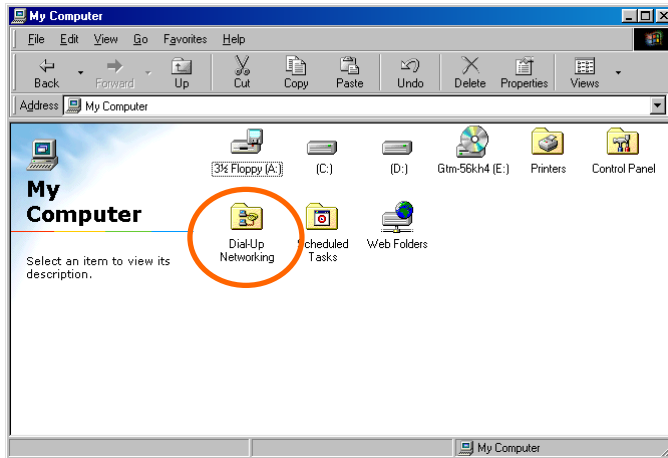 My Computer
File Edit View Go Favorites Help
Back Forward Up Cut Copy Paste Undo Delete Properties Views
Address My Computer
3½ Floppy (A:) (C:) (D:) Gtm-56kh4 (E:) Printers Control Panel
My
Computer
Dial-Up Scheduled Web Folders
Networking Tasks
Select an item to view its
description.
My Computer